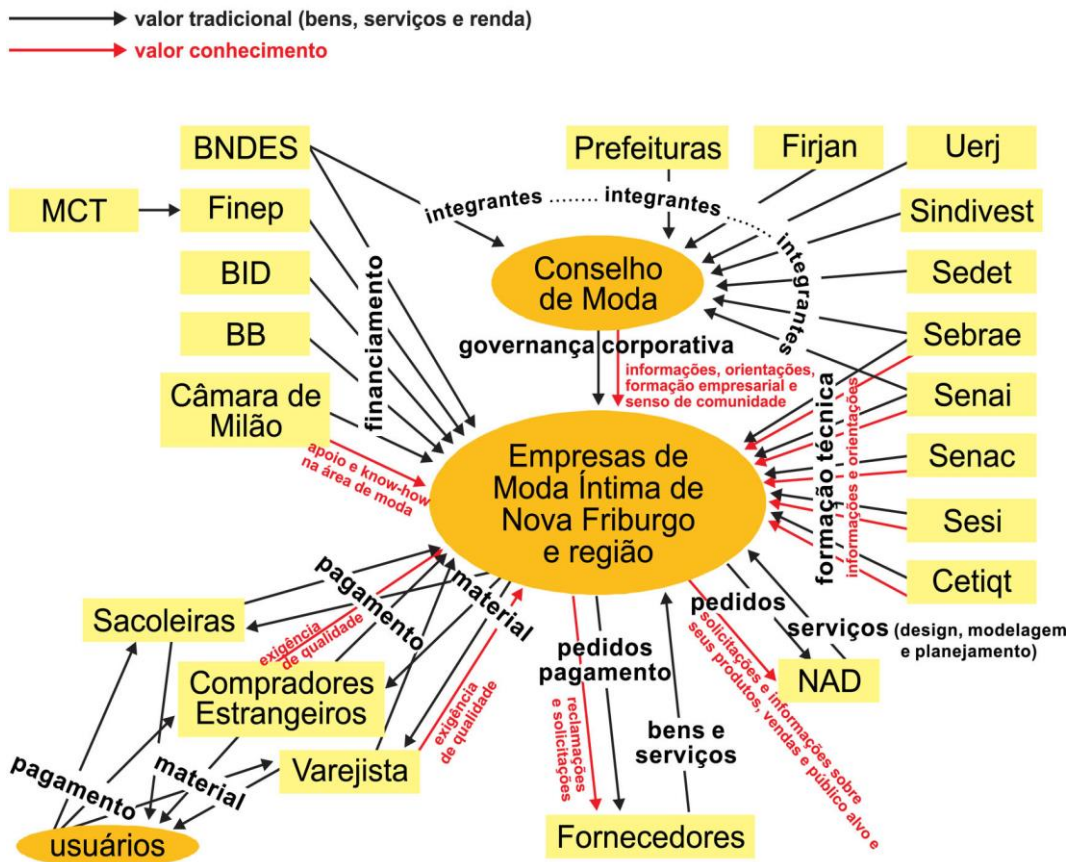 valor tradicional (bens, serviços e renda)
valor conhecimento
BNDES
Prefeituras
Firjan
Uerj
MCT
Finep
integrantes
integrantes
integrantes
Sindivest
BID
Conselho
de Moda
Sedet
BB
financiamento
governança corporativa
Sebrae
informações, orientações,
formação empresarial e
senso de comunidade
Câmara de
Milão
Senai
apoio e know-how
na área de moda
Empresas de
Moda Íntima de
Nova Friburgo
e região
formação técnica
informações e orientações
Senac
Sesi
Cetiqt
pagamento
material
Sacoleiras
exigência
de qualidade
pedidos
pagamento
pedidos
serviços (design, modelagem
e planejamento)
solicitações e informações sobre
seus produtos, vendas e público alvo e
NAD
Compradores
Estrangeiros
exigência
de qualidade
reclamações
e solicitações
bens e
serviços
Varejista
pagamento
material
usuários
Fornecedores